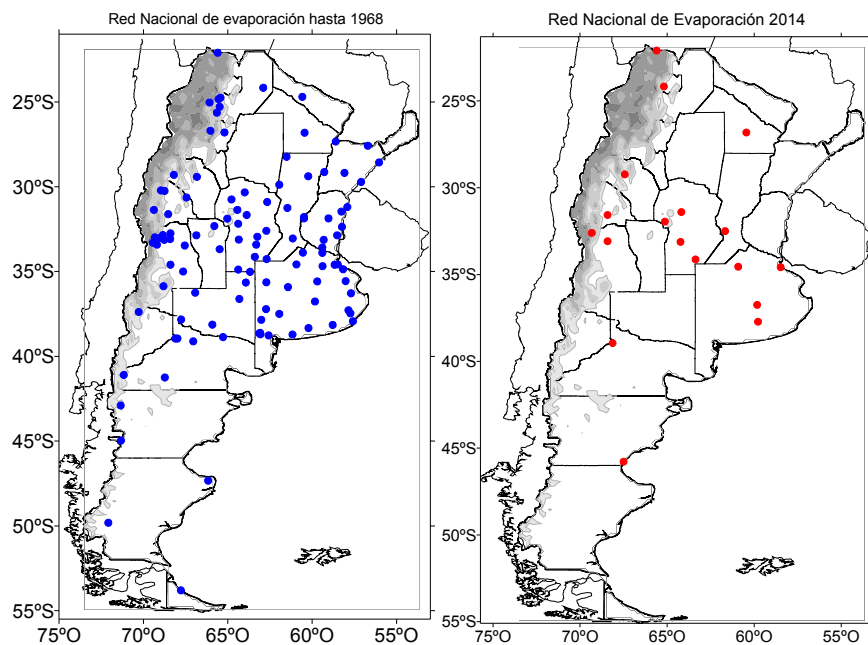 Red Nacional de evaporación hasta 1968
25ºS
30ºS
35ºS
40ºS
45ºS
50ºS
55ºS
75ºO
70ºO
65ºO
60ºO
55ºO
Red Nacional de Evaporación 2014
25ºS
30ºS
35ºS
40ºS
45ºS
50ºS
55ºS
75ºO
70ºO
65ºO
60ºO
55ºO